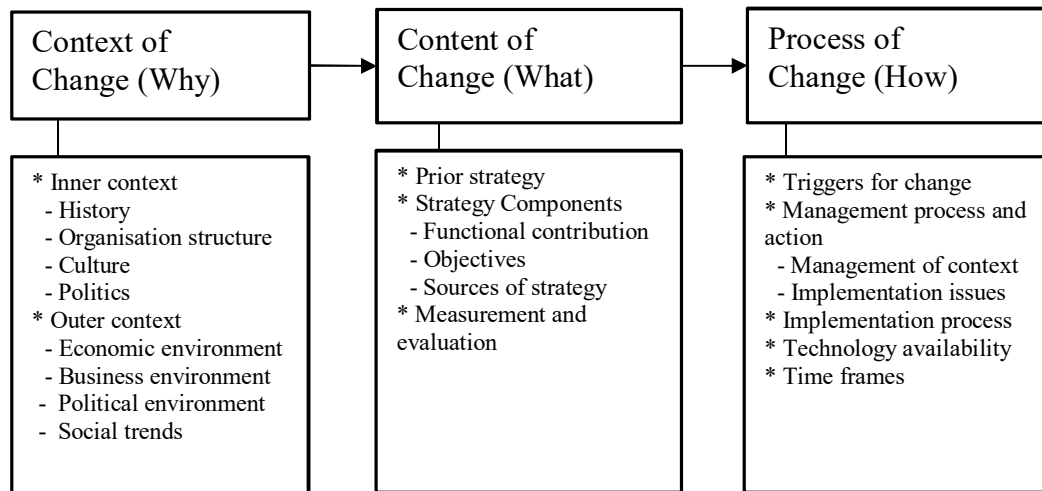 Context of
Change (Why)
Content of
Change (What)
Process of
Change (How)
* Inner context
- History
- Organisation structure
- Culture
- Politics
* Outer context
- Economic environment
- Business environment
- Political environment
- Social trends
* Prior strategy
* Strategy Components
- Functional contribution
- Objectives
- Sources of strategy
* Measurement and
evaluation
* Triggers for change
* Management process and
action
- Management of context
- Implementation issues
* Implementation process
* Technology availability
* Time frames